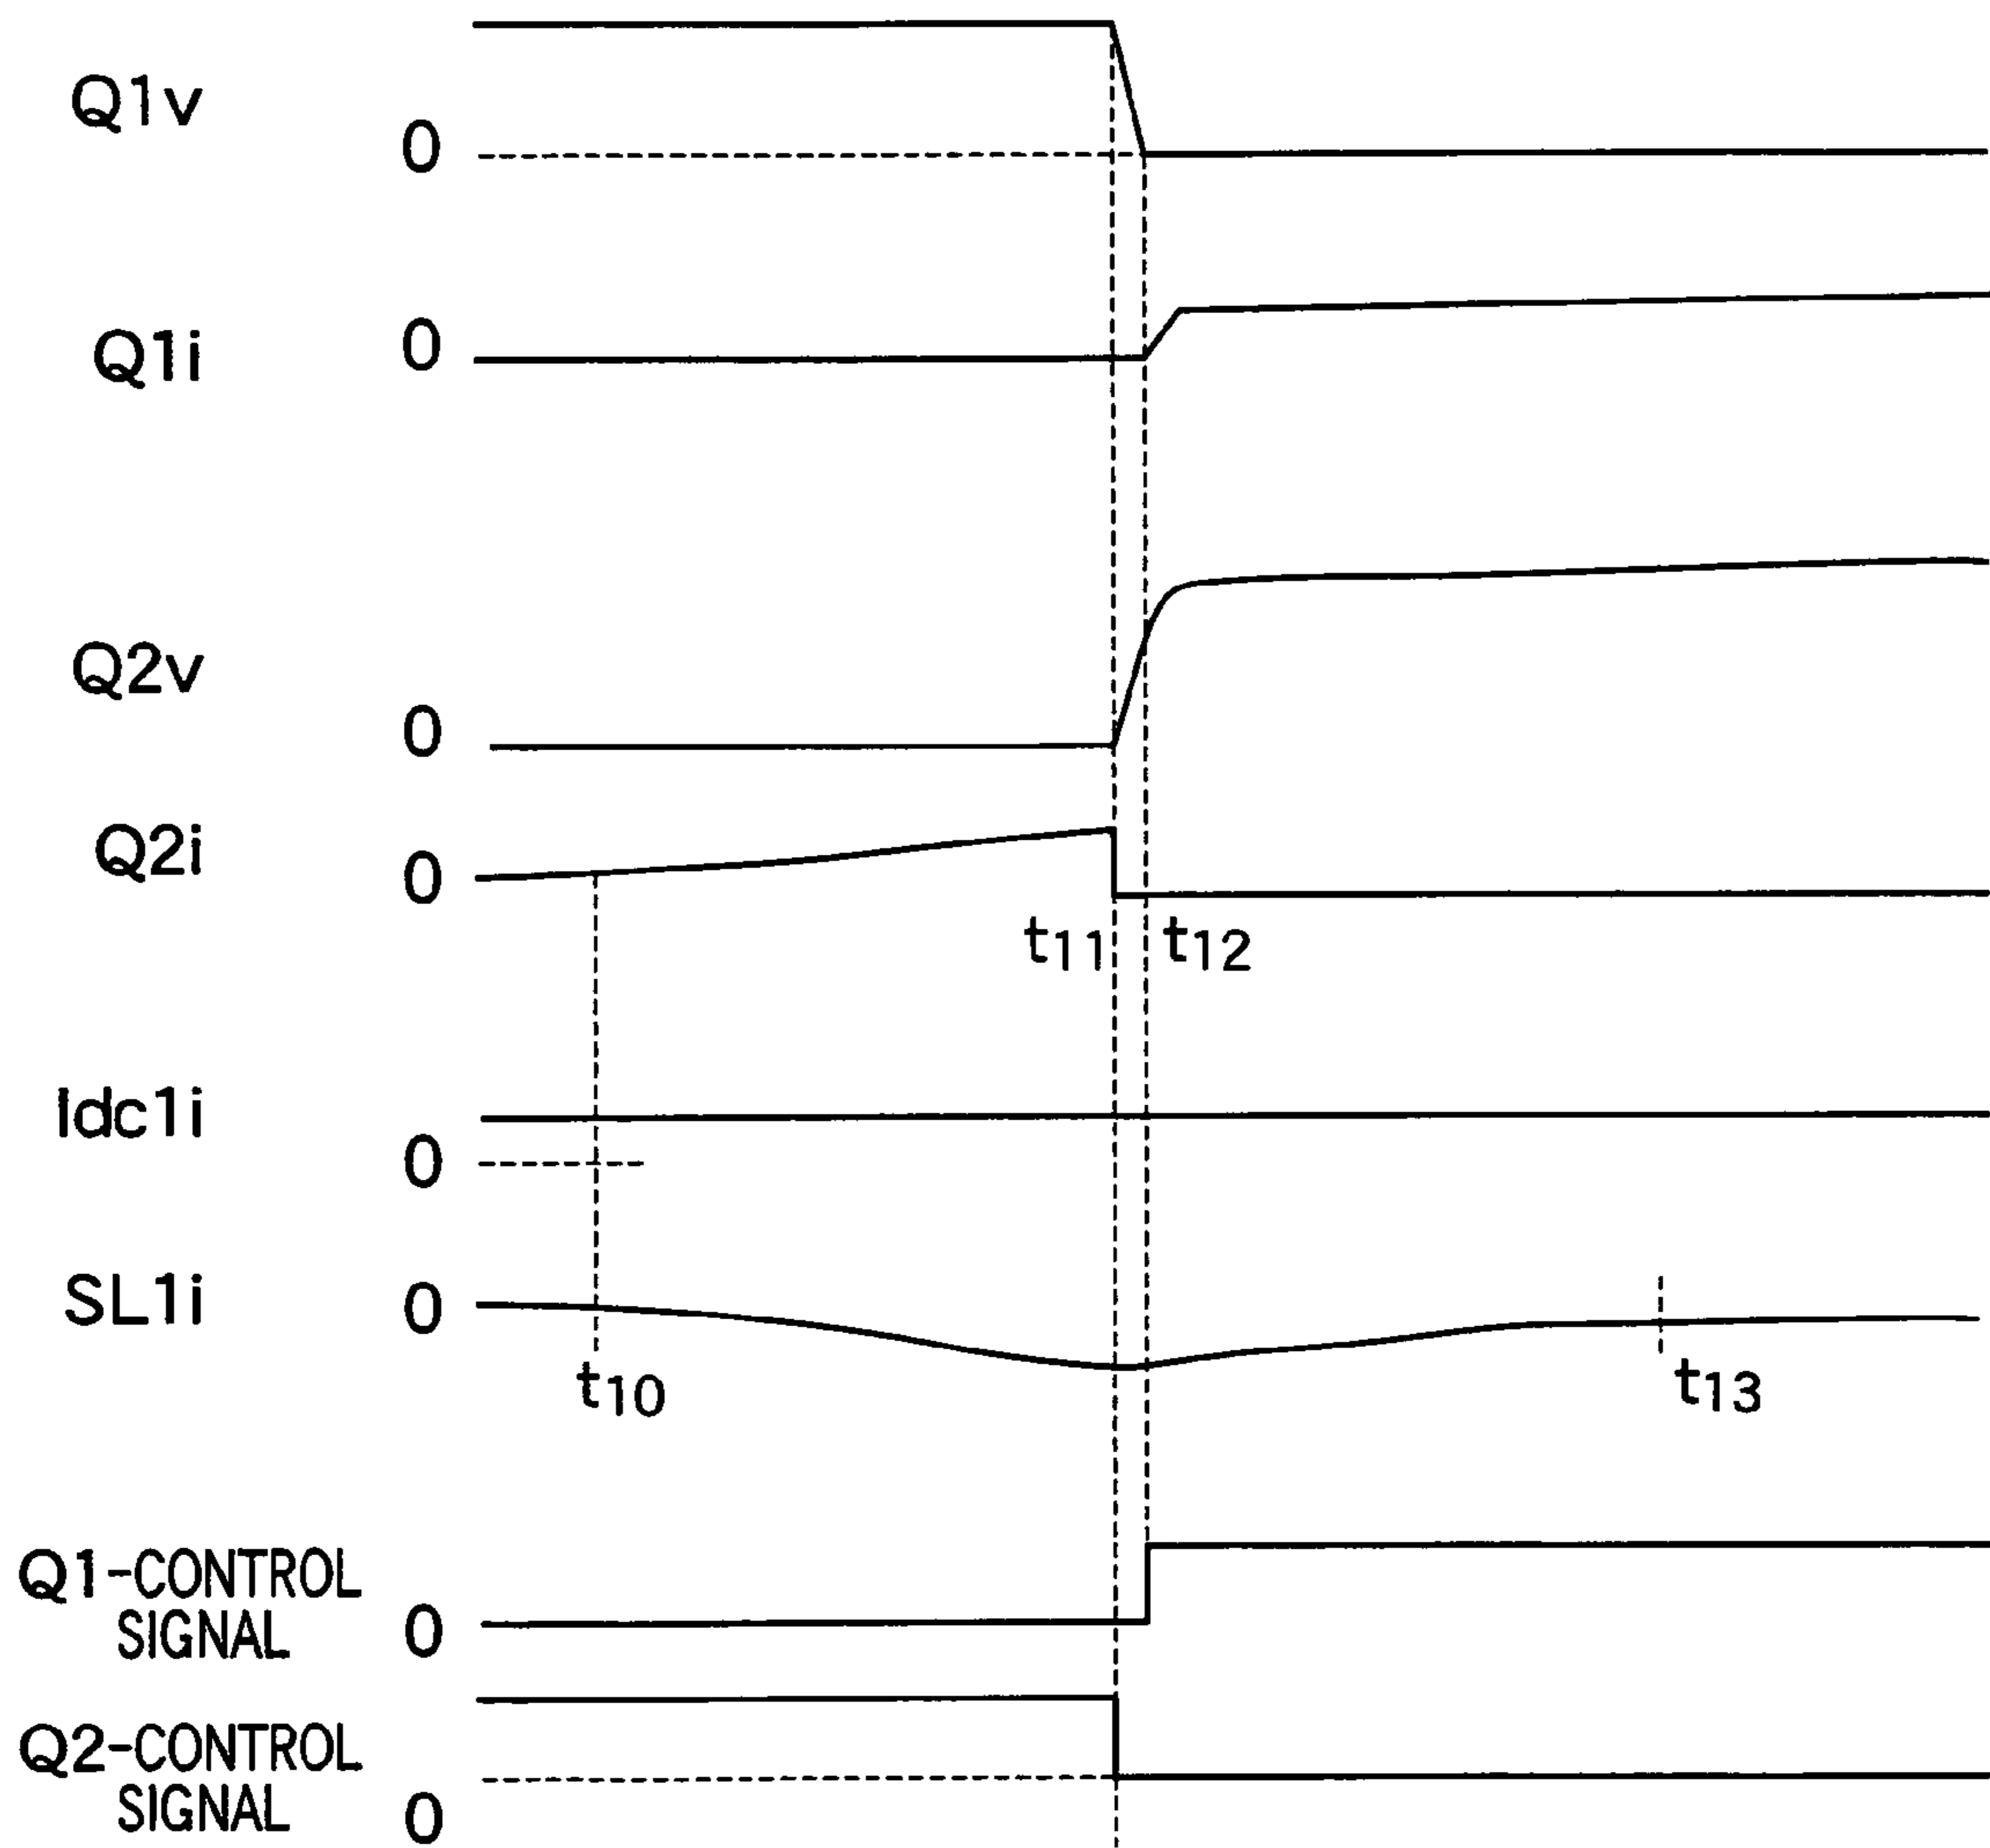 Q1v
0
Q1i
0
Q2v
0
Q2i
0
t11
t12
Idc1i
0
SL1i
0
t10
t13
Q1-CONTROL
SIGNAL
0
Q2-CONTROL
SIGNAL
0